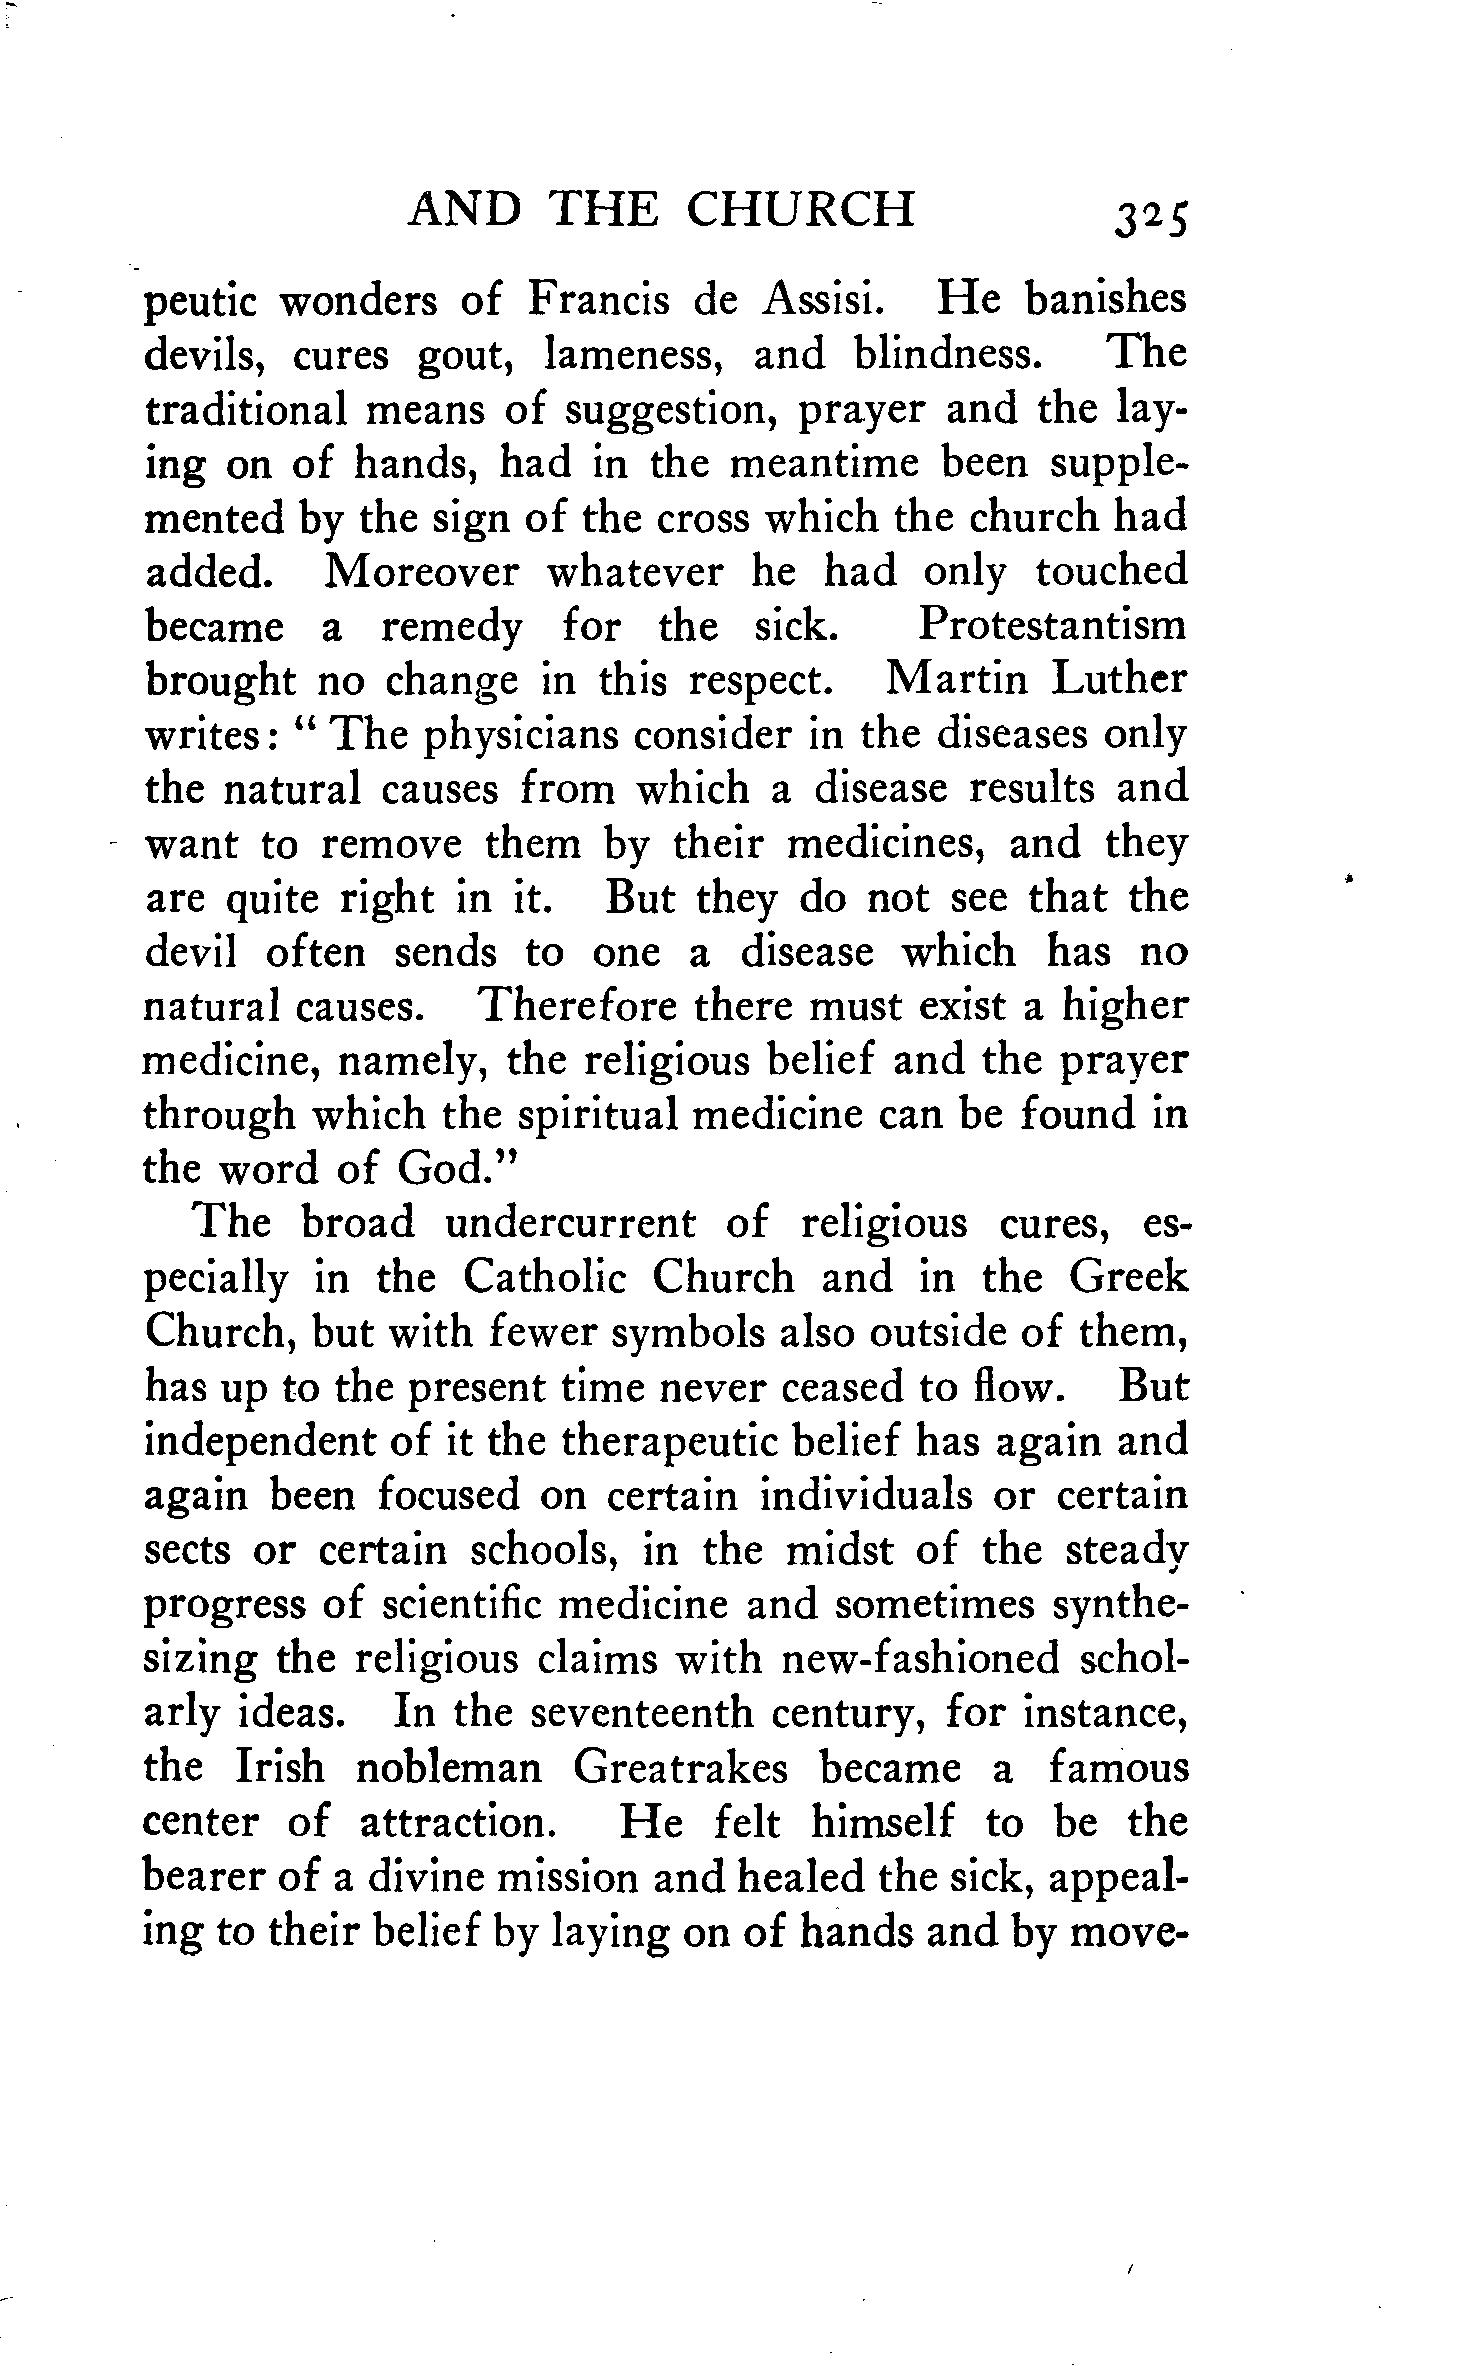 AND THE CHURCH 325
peutic wonders of Francis de Assisi. He banishes
devils, cures gout, lameness, and blindness. The
traditional means of suggestion, prayer and the lay-
ing on of hands, had in the meantime been supple-
mented by the sign of the cross which the church had
added. Moreover whatever he had only touched
became a remedy for the sick. Protestantism
brought no change in this respect. Martin Luther
writes: “ The physicians consider in the diseases only
the natural causes from which a disease results and
want to remove them by their medicines, and they
are quite right in it. But they do not see that the
devil often sends to one a disease which has no
natural causes. Therefore there must exist a higher
medicine, namely, the religious belief and the prayer
through which the spiritual medicine can be found in
the word of God.”
The broad undercurrent of religious cures, es-
pecially in the Catholic Church and in the Greek
Church, but with fewer symbols also outside of them,
has up to the present time never ceased to flow. But
independent of it the therapeutic belief has again and
again been focused on certain individuals or certain
sects or certain schools, in the midst of the steady
progress of scientific medicine and sometimes synthe-
sizing the religious claims with new-fashioned schol-
arly ideas. In the seventeenth century, for instance,
the Irish nobleman Greatrakes became a famous
center of attraction. He felt himself to be the
bearer of a divine mission and healed the sick, appeal-
ing to their belief by laying on of hands and by move-